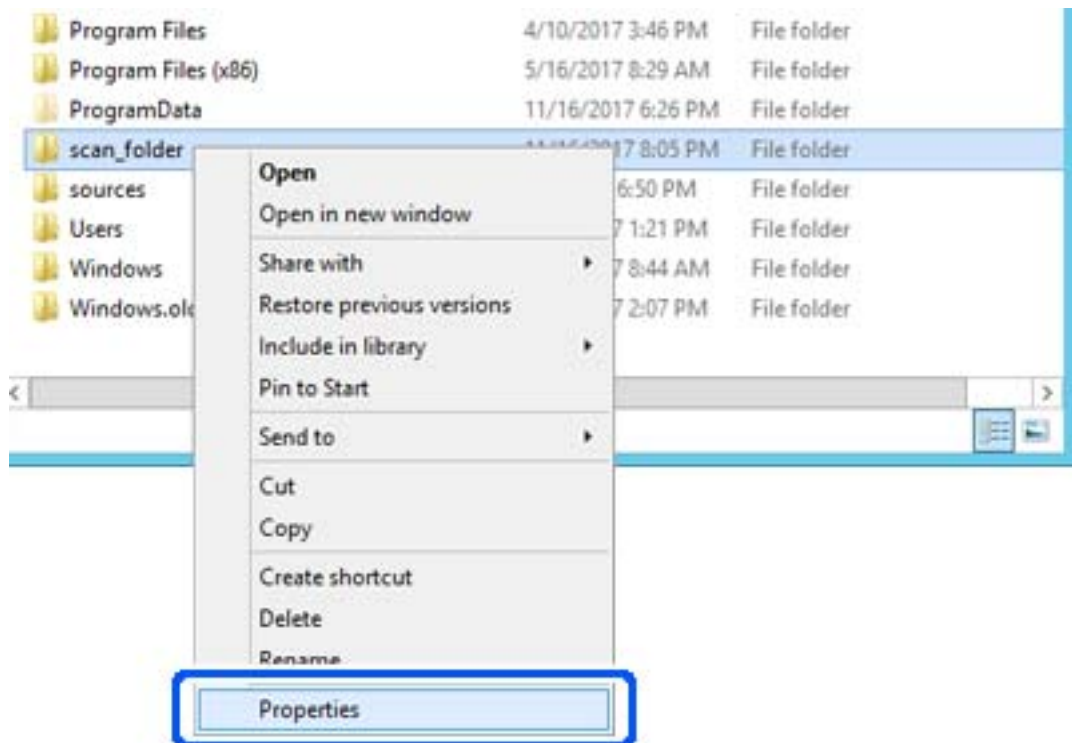 Program Files 4/10/2017 3:46 PM File folder
Program Files (x86) 5/16/2017 8:29 AM File folder
ProgramData 11/16/2017 6:26 PM File folder
scan_folder 8:05 PM File folder
sources 6:50 PM File folder
Users 1:21 PM File folder
Windows 8:44 AM File folder
Windows.old 2:07 PM File folder
Open
Open in new window
Share with
Restore previous versions
Include in library
Pin to Start
Send to
Cut
Copy
Create shortcut
Delete
Rename
Properties